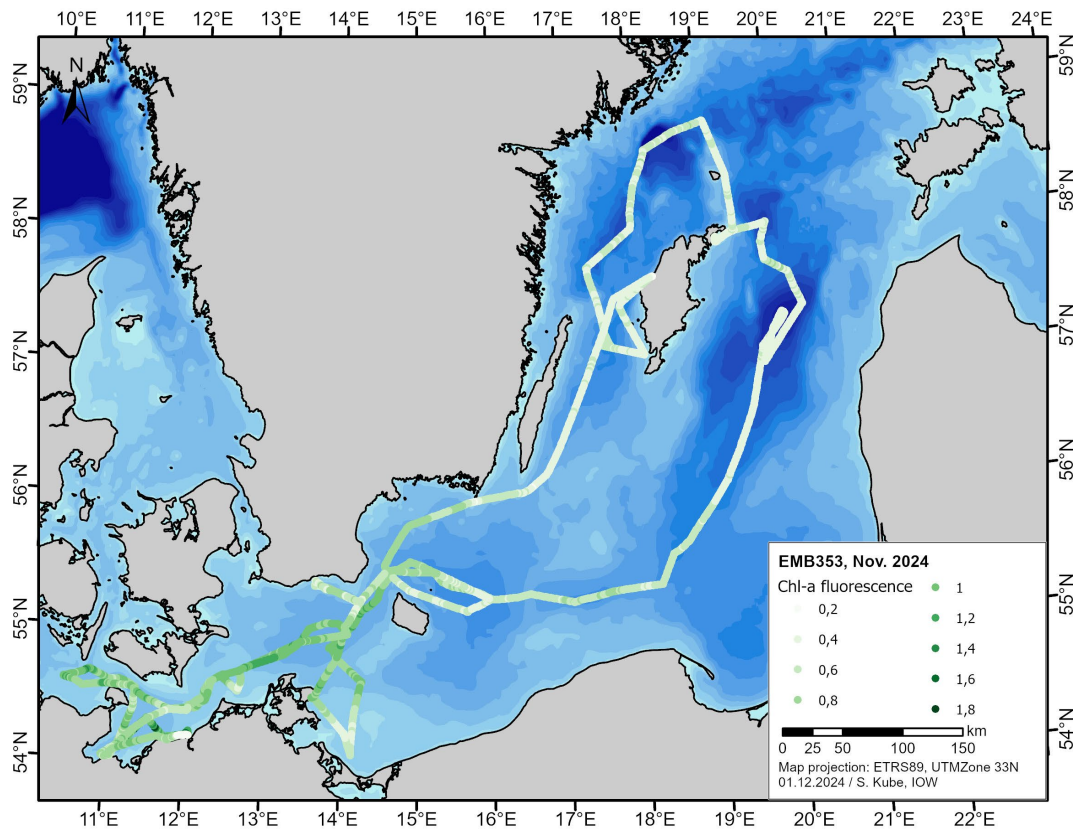 10°E 11°E 12°E 13°E 14°E 15°E 16°E 17°E 18°E 19°E 20°E 21°E 22°E 23°E 24°E
N
59°N 59°N
58°N 58°N
57°N 57°N
56°N 56°N
55°N 55°N
54°N 54°N
EMB353, Nov. 2024
Chl-a fluorescence
0,2
0,4
0,6
0,8
1
1,2
1,4
1,6
1,8
km
0 25 50 100 150
Map projection: ETRS89, UTMZone 33N
01.12.2024 / S. Kube, IOW
11°E 12°E 13°E 14°E 15°E 16°E 17°E 18°E 19°E 20°E 21°E 22°E